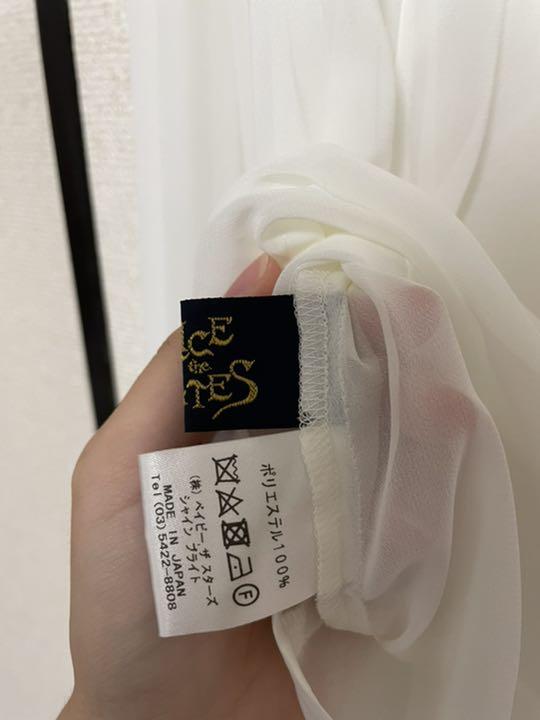 the
ポリエステル100%
F
(株) ベイビー, ザ スターズ
シャイン ブライト
MADE IN JAPAN
Tel (03) 5422-8808